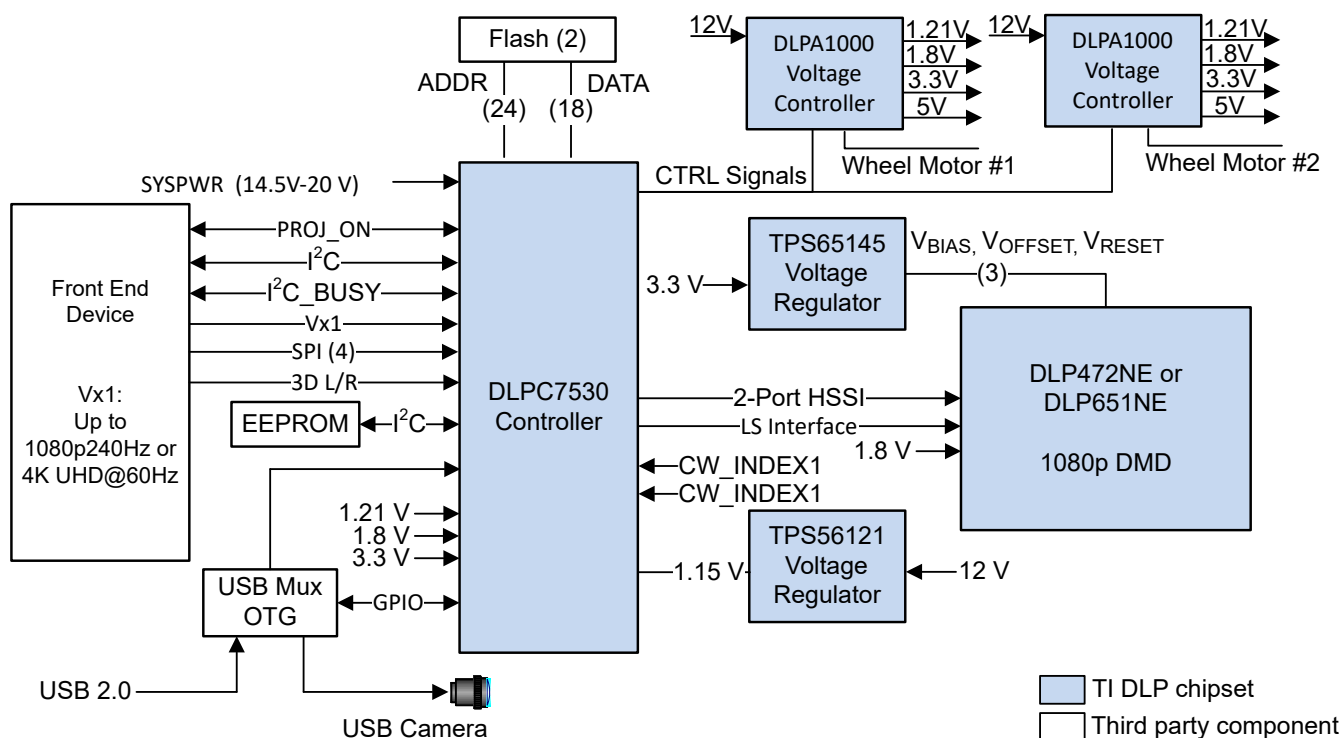 Flash (2)
ADDR
(24)
DATA
(18)
12V
DLPA1000
Voltage
Controller
1.21V
1.8V
3.3V
5V
Wheel Motor #1
12V
DLPA1000
Voltage
Controller
1.21V
1.8V
3.3V
5V
Wheel Motor #2
CTRL Signals
SYSPWR (14.5V-20 V)
Front End
Device
Vx1:
Up to
1080p240Hz or
4K UHD@60Hz
PROJ_ON
I²C
I²C_BUSY
Vx1
SPI (4)
3D L/R
EEPROM
I²C
1.21 V
1.8 V
3.3 V
USB Mux
OTG
GPIO
USB 2.0
USB Camera
DLPC7530
Controller
3.3 V
TPS65145
Voltage
Regulator
VBIAS, VOFFSET, VRESET
(3)
2-Port HSSI
LS Interface
1.8 V
DLP472NE or
DLP651NE
1080p DMD
CW_INDEX1
CW_INDEX1
1.15 V
TPS56121
Voltage
Regulator
12 V
TI DLP chipset
Third party component